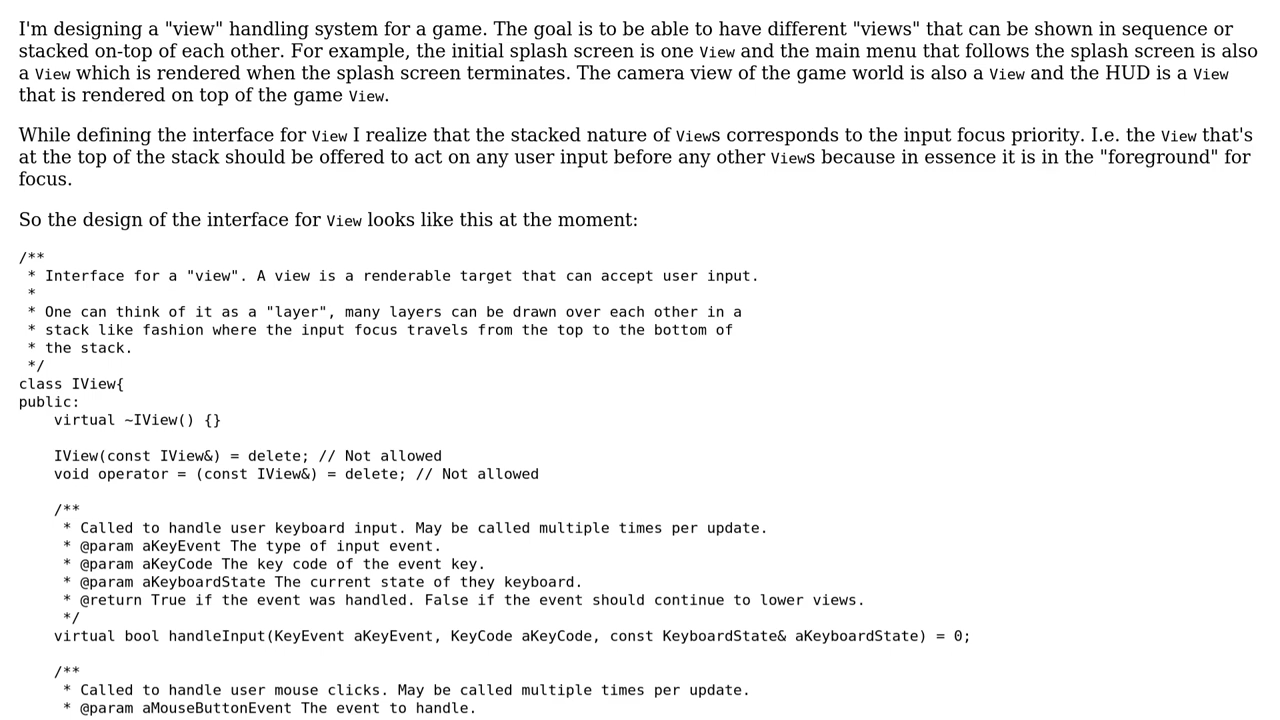 I'm designing a "view" handling system for a game. The goal is to be able to have different "views" that can be shown in sequence or
stacked on-top of each other. For example, the initial splash screen is one View and the main menu that follows the splash screen is also
a View which is rendered when the splash screen terminates. The camera view of the game world is also a View and the HUD is a View
that is rendered on top of the game View.
While defining the interface for View I realize that the stacked nature of Views corresponds to the input focus priority. I.e. the View that's
at the top of the stack should be offered to act on any user input before any other Views because in essence it is in the "foreground" for
focus.
So the design of the interface for View looks like this at the moment:
/**
 * Interface for a "view". A view is a renderable target that can accept user input.
 *
 * One can think of it as a "layer", many layers can be drawn over each other in a
 * stack like fashion where the input focus travels from the top to the bottom of
 * the stack.
 */
class IView{
public:
    virtual ~IView() {}
    IView(const IView&) = delete; // Not allowed
    void operator = (const IView&) = delete; // Not allowed
    /**
     * Called to handle user keyboard input. May be called multiple times per update.
     * @param aKeyEvent The type of input event.
     * @param aKeyCode The key code of the event key.
     * @param aKeyboardState The current state of they keyboard.
     * @return True if the event was handled. False if the event should continue to lower views.
     */
    virtual bool handleInput(KeyEvent aKeyEvent, KeyCode aKeyCode, const KeyboardState& aKeyboardState) = 0;
    /**
     * Called to handle user mouse clicks. May be called multiple times per update.
     * @param aMouseButtonEvent The event to handle.